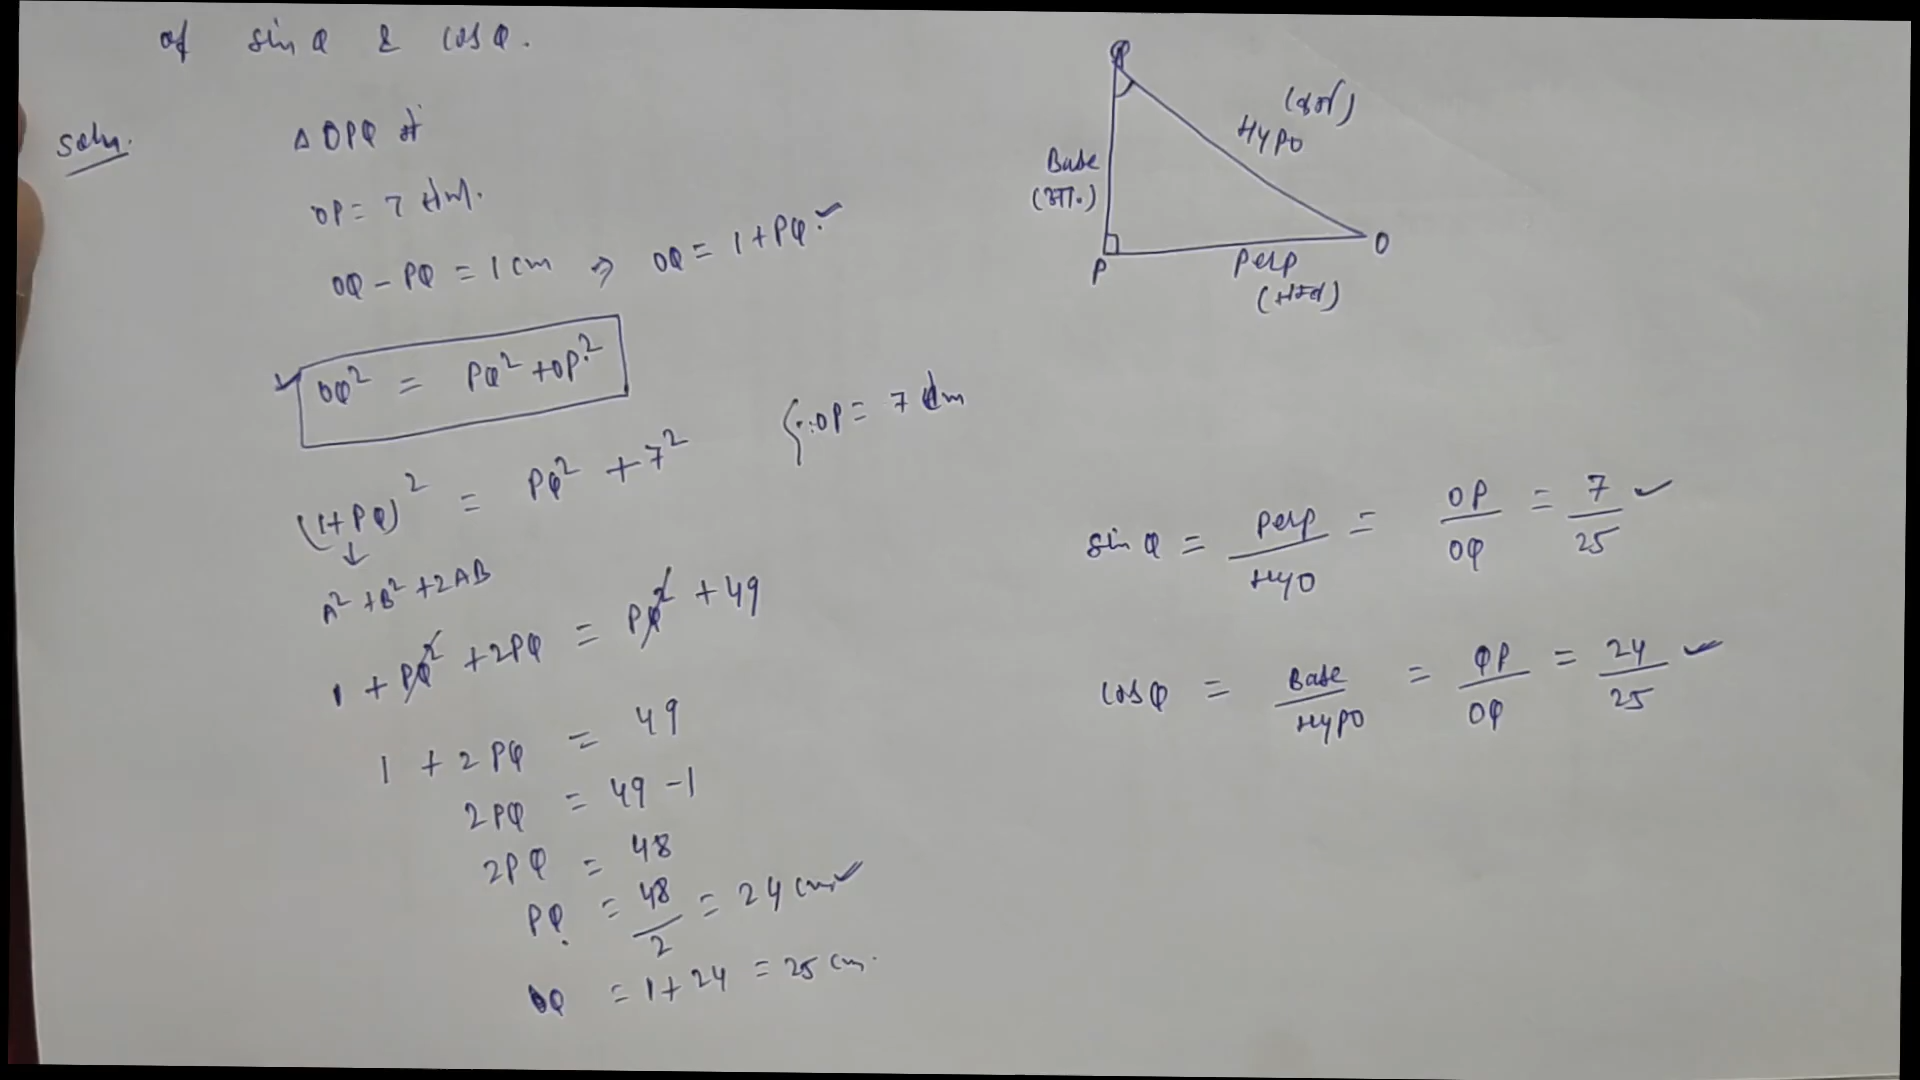 of sin Q & cos Q.
Soln.
Δ OPQ में
OP = 7
OQ - PQ = 1 cm ⇒ OQ = 1 + PQ.
OQ² = PQ² + OP²
(1+PQ)² = PQ² + 7² {∵ OP = 7 cm
↓
A² + B² + 2AB
1 + PQ² + 2PQ = PQ² + 49
1 + 2PQ = 49
2PQ = 49 - 1
2PQ = 48
PQ = 48/2 = 24 cm
OQ = 1 + 24 = 25 cm.
Q
(कर्ण)
Hypo
Base
(आ.)
P
Perp
(लम्ब)
O
sin Q = Perp/Hypo = OP/OQ = 7/25
cos Q = Base/Hypo = QP/OQ = 24/25